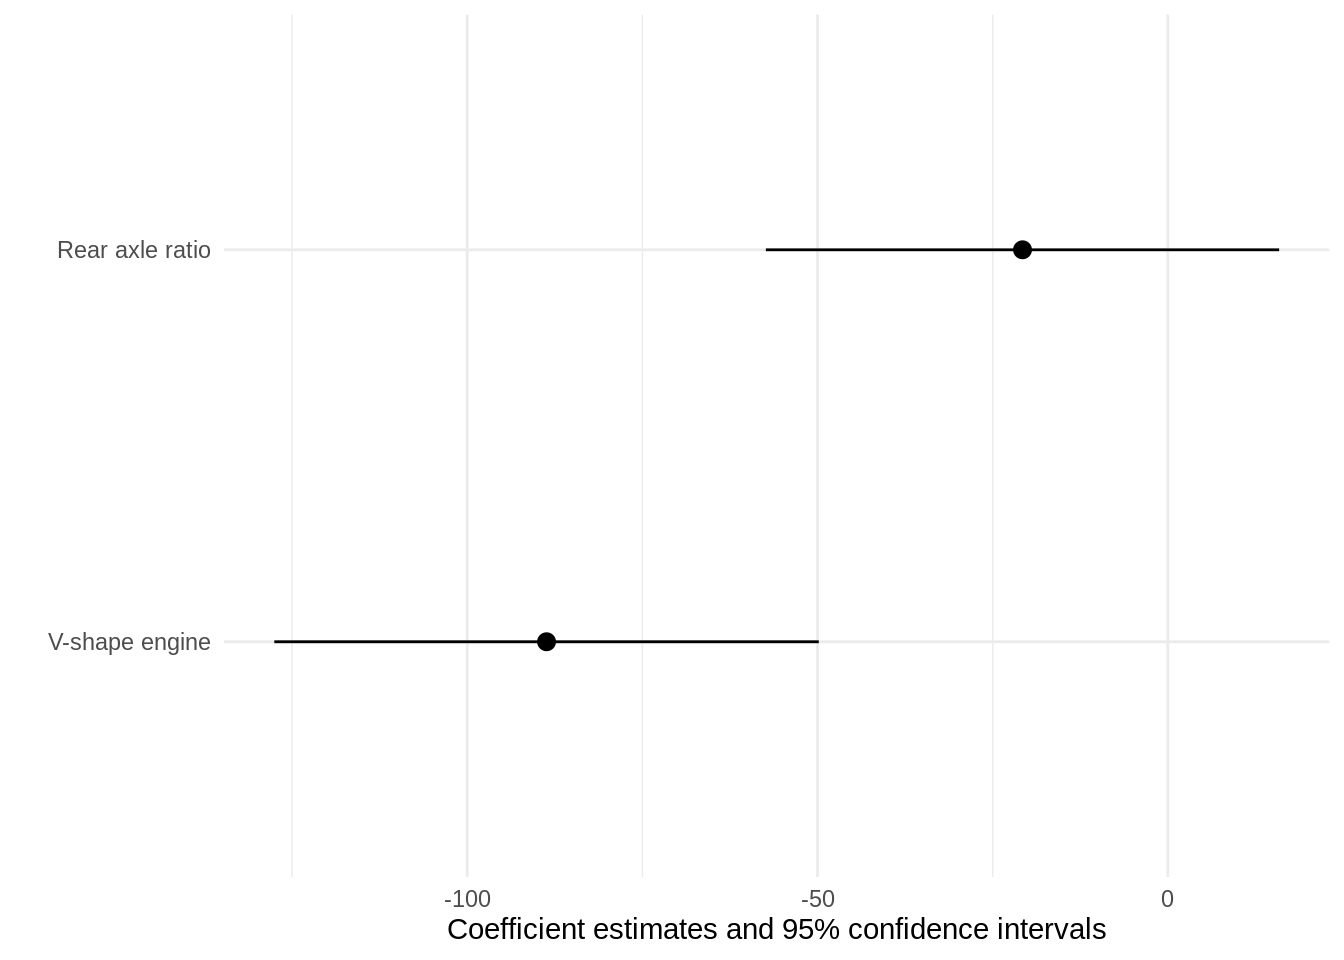 Rear axle ratio
V-shape engine
-100 -50 0
Coefficient estimates and 95% confidence intervals